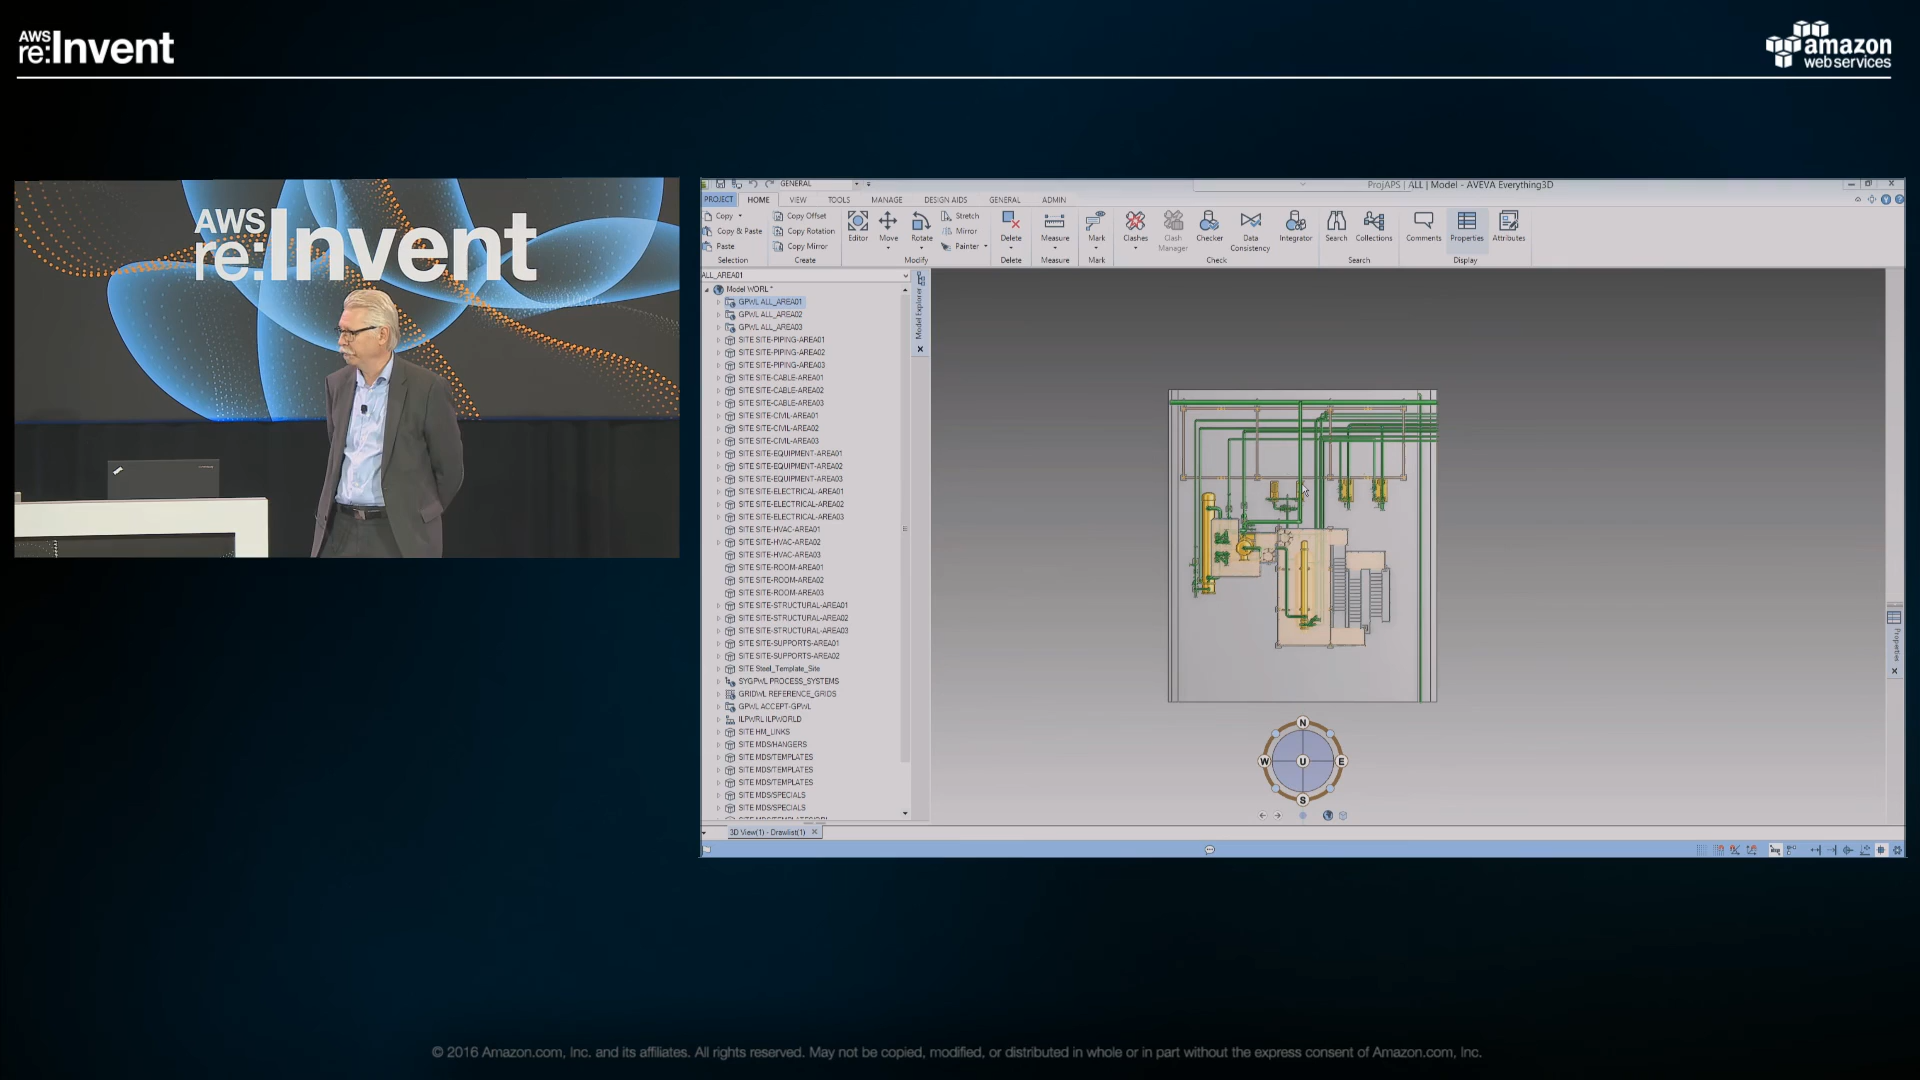 AWS
re:Invent
amazon
web services
AWS
re:Invent
GENERAL
ProjAPS | ALL | Model - AVEVA Everything3D
PROJECT HOME VIEW TOOLS MANAGE DESIGN AIDS GENERAL ADMIN
Copy
Copy & Paste
Paste
Selection
Copy Offset
Copy Rotation
Copy Mirror
Create
Editor
Move
Rotate
Stretch
Mirror
Painter
Modify
Delete
Delete
Measure
Measure
Mark
Mark
Clashes
Clash Manager
Checker
Data Consistency
Integrator
Check
Search
Collections
Search
Comments
Properties
Attributes
Display
ALL_AREA01
Model WORL *
GPWL ALL_AREA01
GPWL ALL_AREA02
GPWL ALL_AREA03
SITE SITE-PIPING-AREA01
SITE SITE-PIPING-AREA02
SITE SITE-PIPING-AREA03
SITE SITE-CABLE-AREA01
SITE SITE-CABLE-AREA02
SITE SITE-CABLE-AREA03
SITE SITE-CIVIL-AREA01
SITE SITE-CIVIL-AREA02
SITE SITE-CIVIL-AREA03
SITE SITE-EQUIPMENT-AREA01
SITE SITE-EQUIPMENT-AREA02
SITE SITE-EQUIPMENT-AREA03
SITE SITE-ELECTRICAL-AREA01
SITE SITE-ELECTRICAL-AREA02
SITE SITE-ELECTRICAL-AREA03
SITE SITE-HVAC-AREA01
SITE SITE-HVAC-AREA02
SITE SITE-HVAC-AREA03
SITE SITE-ROOM-AREA01
SITE SITE-ROOM-AREA02
SITE SITE-ROOM-AREA03
SITE SITE-STRUCTURAL-AREA01
SITE SITE-STRUCTURAL-AREA02
SITE SITE-STRUCTURAL-AREA03
SITE SITE-SUPPORTS-AREA01
SITE SITE-SUPPORTS-AREA02
SITE Steel_Template_Site
SYGPWL PROCESS_SYSTEMS
GRIDWL REFERENCE_GRIDS
GPWL ACCEPT-GPWL
ILPWRL ILPWORLD
SITE HM_LINKS
SITE MDS/HANGERS
SITE MDS/TEMPLATES
SITE MDS/TEMPLATES
SITE MDS/TEMPLATES
SITE MDS/SPECIALS
SITE MDS/SPECIALS
Model Explorer
Properties
N
W U E
S
3D View(1) - Drawlist(1)
© 2016 Amazon.com, Inc. and its affiliates. All rights reserved. May not be copied, modified, or distributed in whole or in part without the express consent of Amazon.com, Inc.